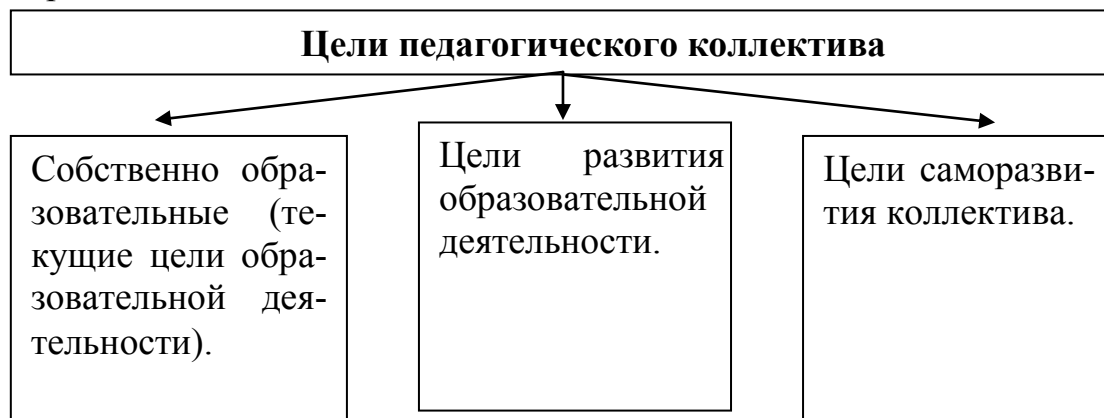 Цели педагогического коллектива
Собственно обра-
зовательные (те-
кущие цели обра-
зовательной дея-
тельности).
Цели развития
образовательной
деятельности.
Цели саморазви-
тия коллектива.